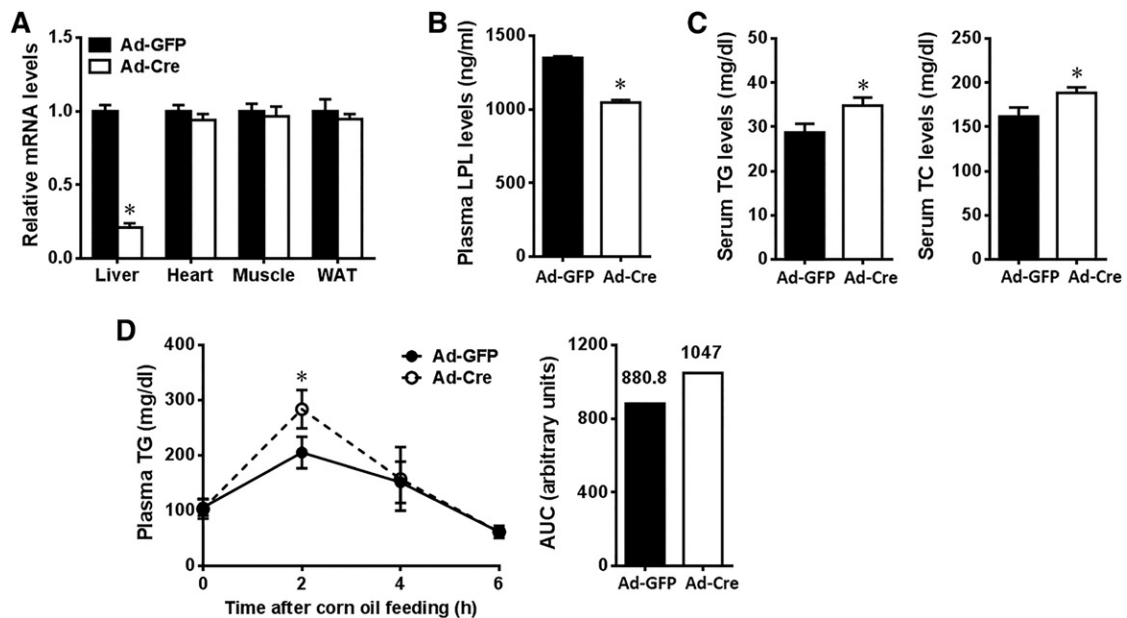 A
Ad-GFP
Ad-Cre
Relative mRNA levels
1.5
1.0
0.5
0.0
*
Liver Heart Muscle WAT
B
Plasma LPL levels (ng/ml)
1500
1000
500
0
*
Ad-GFP Ad-Cre
C
Serum TG levels (mg/dl)
50
40
30
20
10
0
*
Ad-GFP Ad-Cre
Serum TC levels (mg/dl)
250
200
150
100
50
0
*
Ad-GFP Ad-Cre
D
Plasma TG (mg/dl)
400
300
200
100
0
*
Ad-GFP
Ad-Cre
0 2 4 6
Time after corn oil feeding (h)
AUC (arbitrary units)
1200
800
400
0
880.8
1047
Ad-GFP Ad-Cre